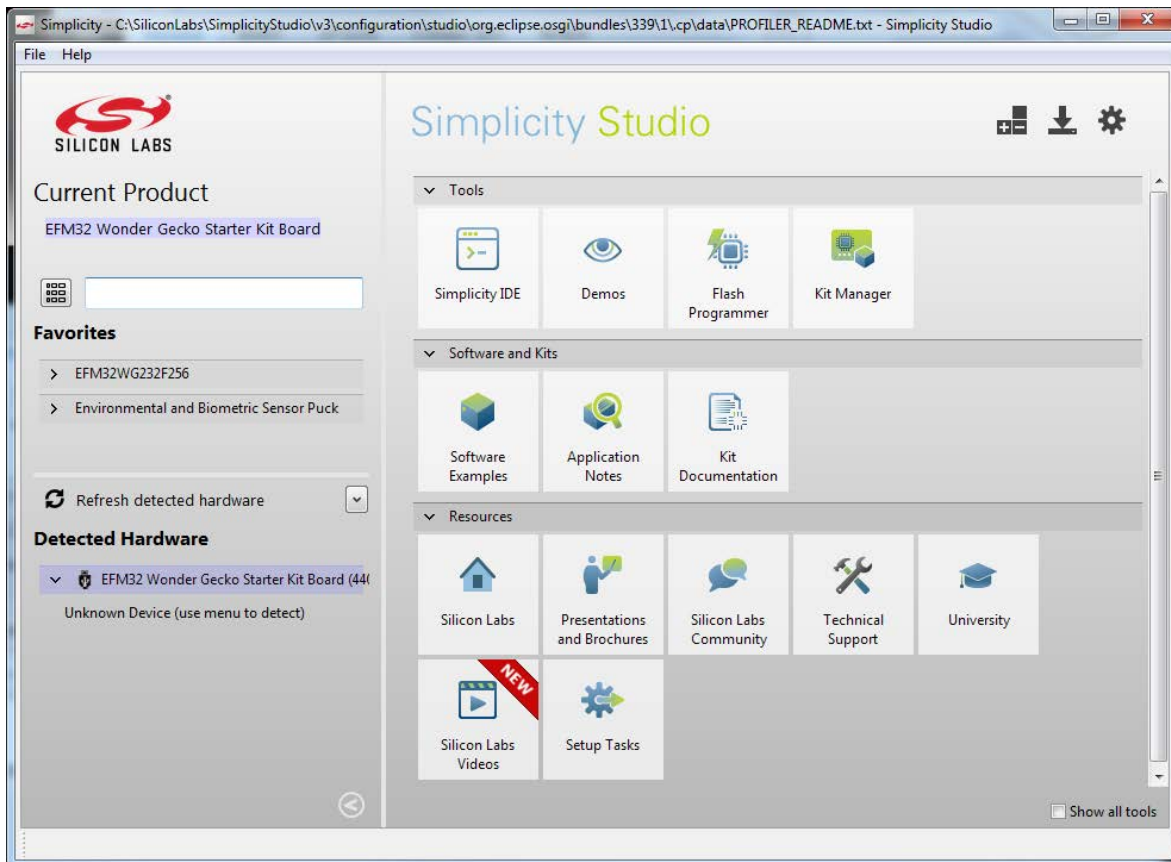 Simplicity - C:\SiliconLabs\SimplicityStudio\v3\configuration\studio\org.eclipse.osgi\bundles\339\1\.cp\data\PROFILER_README.txt - Simplicity Studio
File Help
SILICON LABS
Simplicity Studio
Current Product
EFM32 Wonder Gecko Starter Kit Board
Favorites
EFM32WG232F256
Environmental and Biometric Sensor Puck
Refresh detected hardware
Detected Hardware
EFM32 Wonder Gecko Starter Kit Board (440
Unknown Device (use menu to detect)
Tools
Simplicity IDE
Demos
Flash
Programmer
Kit Manager
Software and Kits
Software
Examples
Application
Notes
Kit
Documentation
Resources
Silicon Labs
Presentations
and Brochures
Silicon Labs
Community
Technical
Support
University
NEW
Silicon Labs
Videos
Setup Tasks
Show all tools